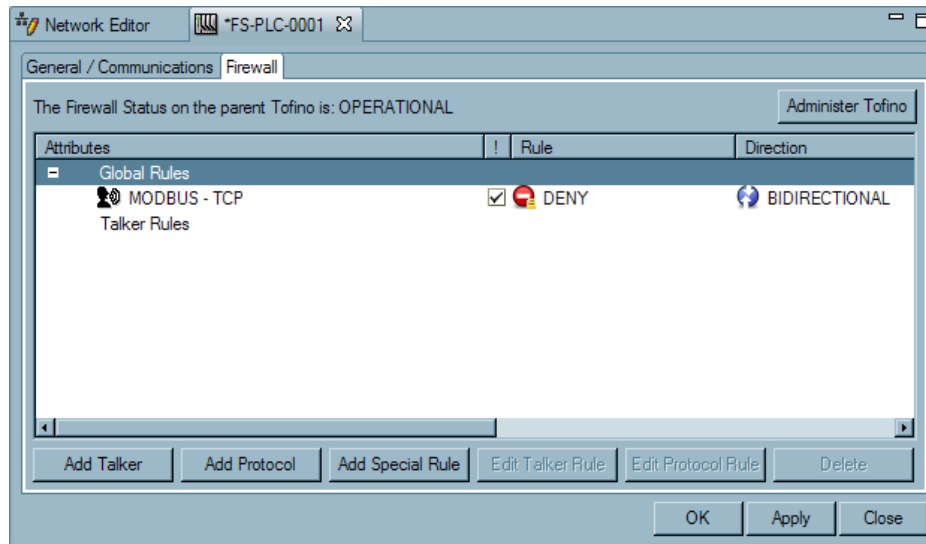 Network Editor *FS-PLC-0001
General / Communications Firewall
The Firewall Status on the parent Tofino is: OPERATIONAL Administer Tofino
Attributes ! Rule Direction
Global Rules
MODBUS - TCP DENY BIDIRECTIONAL
Talker Rules
Add Talker Add Protocol Add Special Rule Edit Talker Rule Edit Protocol Rule Delete
OK Apply Close